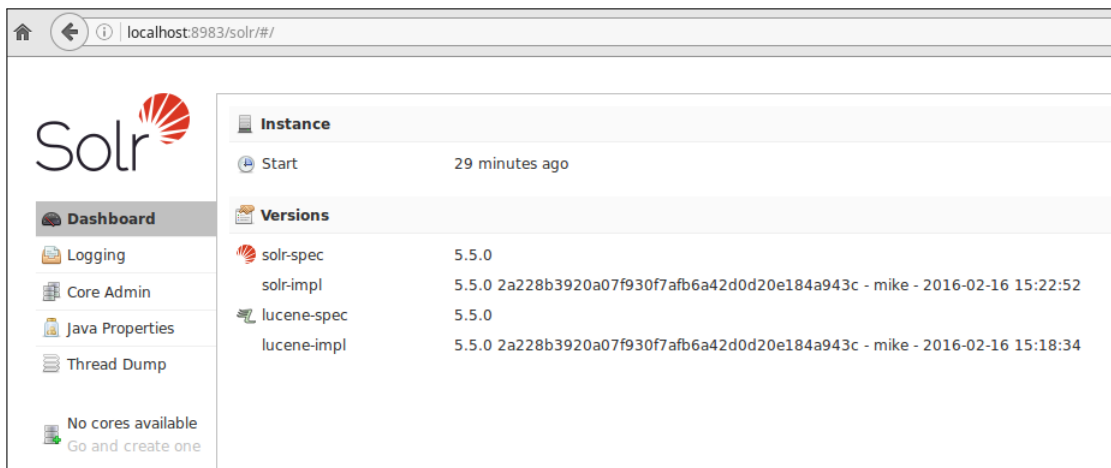 localhost:8983/solr/#/
Solr
Instance
Start 29 minutes ago
Dashboard
Versions
Logging
solr-spec 5.5.0
Core Admin
solr-impl 5.5.0 2a228b3920a07f930f7afb6a42d0d20e184a943c - mike - 2016-02-16 15:22:52
Java Properties
lucene-spec 5.5.0
lucene-impl 5.5.0 2a228b3920a07f930f7afb6a42d0d20e184a943c - mike - 2016-02-16 15:18:34
Thread Dump
No cores available
Go and create one